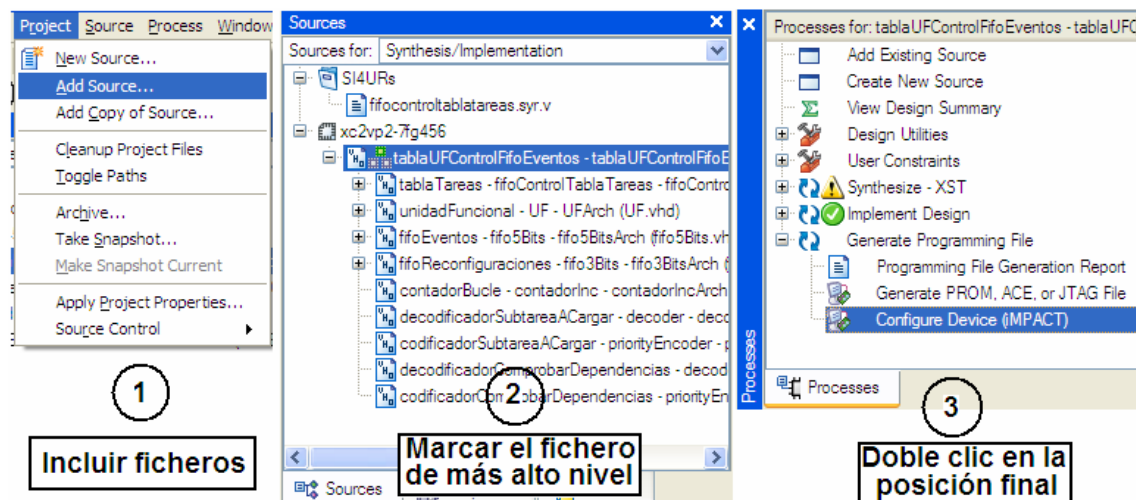 Project Source Process Window
New Source...
Add Source...
Add Copy of Source...
Cleanup Project Files
Toggle Paths
Archive...
Take Snapshot...
Make Snapshot Current
Apply Project Properties...
Source Control
1
Incluir ficheros
Sources
Sources for: Synthesis/Implementation
SI4URs
fifocontroltablatareas.syr.v
xc2vp2-7fg456
tablaUFControlFifoEventos - tablaUFControlFifoE
tablaTareas - fifoControlTablaTareas - fifoContro
unidadFuncional - UF - UFArch (UF.vhd)
fifoEventos - fifo5Bits - fifo5BitsArch (fifo5Bits.vh
fifoReconfiguraciones - fifo3Bits - fifo3BitsArch (
contadorBucle - contadorInc - contadorIncArch
decodificadorSubtareaACargar - decoder - deco
codificadorSubtareaACargar - priorityEncoder - p
decodificadorComprobarDependencias - decod
codificadorComprobarDependencias - priorityEn
2
Marcar el fichero
de más alto nivel
Sources
Processes
Processes for: tablaUFControlFifoEventos - tablaUFC
Add Existing Source
Create New Source
View Design Summary
Design Utilities
User Constraints
Synthesize - XST
Implement Design
Generate Programming File
Programming File Generation Report
Generate PROM, ACE, or JTAG File
Configure Device (iMPACT)
Processes
3
Doble clic en la
posición final